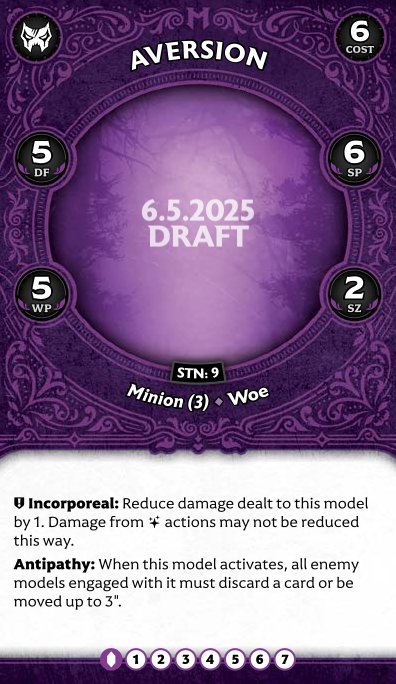 6
COST
AVERSION
5
DF
6
SP
6.5.2025
DRAFT
5
WP
2
SZ
STN: 9
Minion (3) ⬥ Woe
Incorporeal: Reduce damage dealt to this model
by 1. Damage from actions may not be reduced
this way.
Antipathy: When this model activates, all enemy
models engaged with it must discard a card or be
moved up to 3".
1 2 3 4 5 6 7